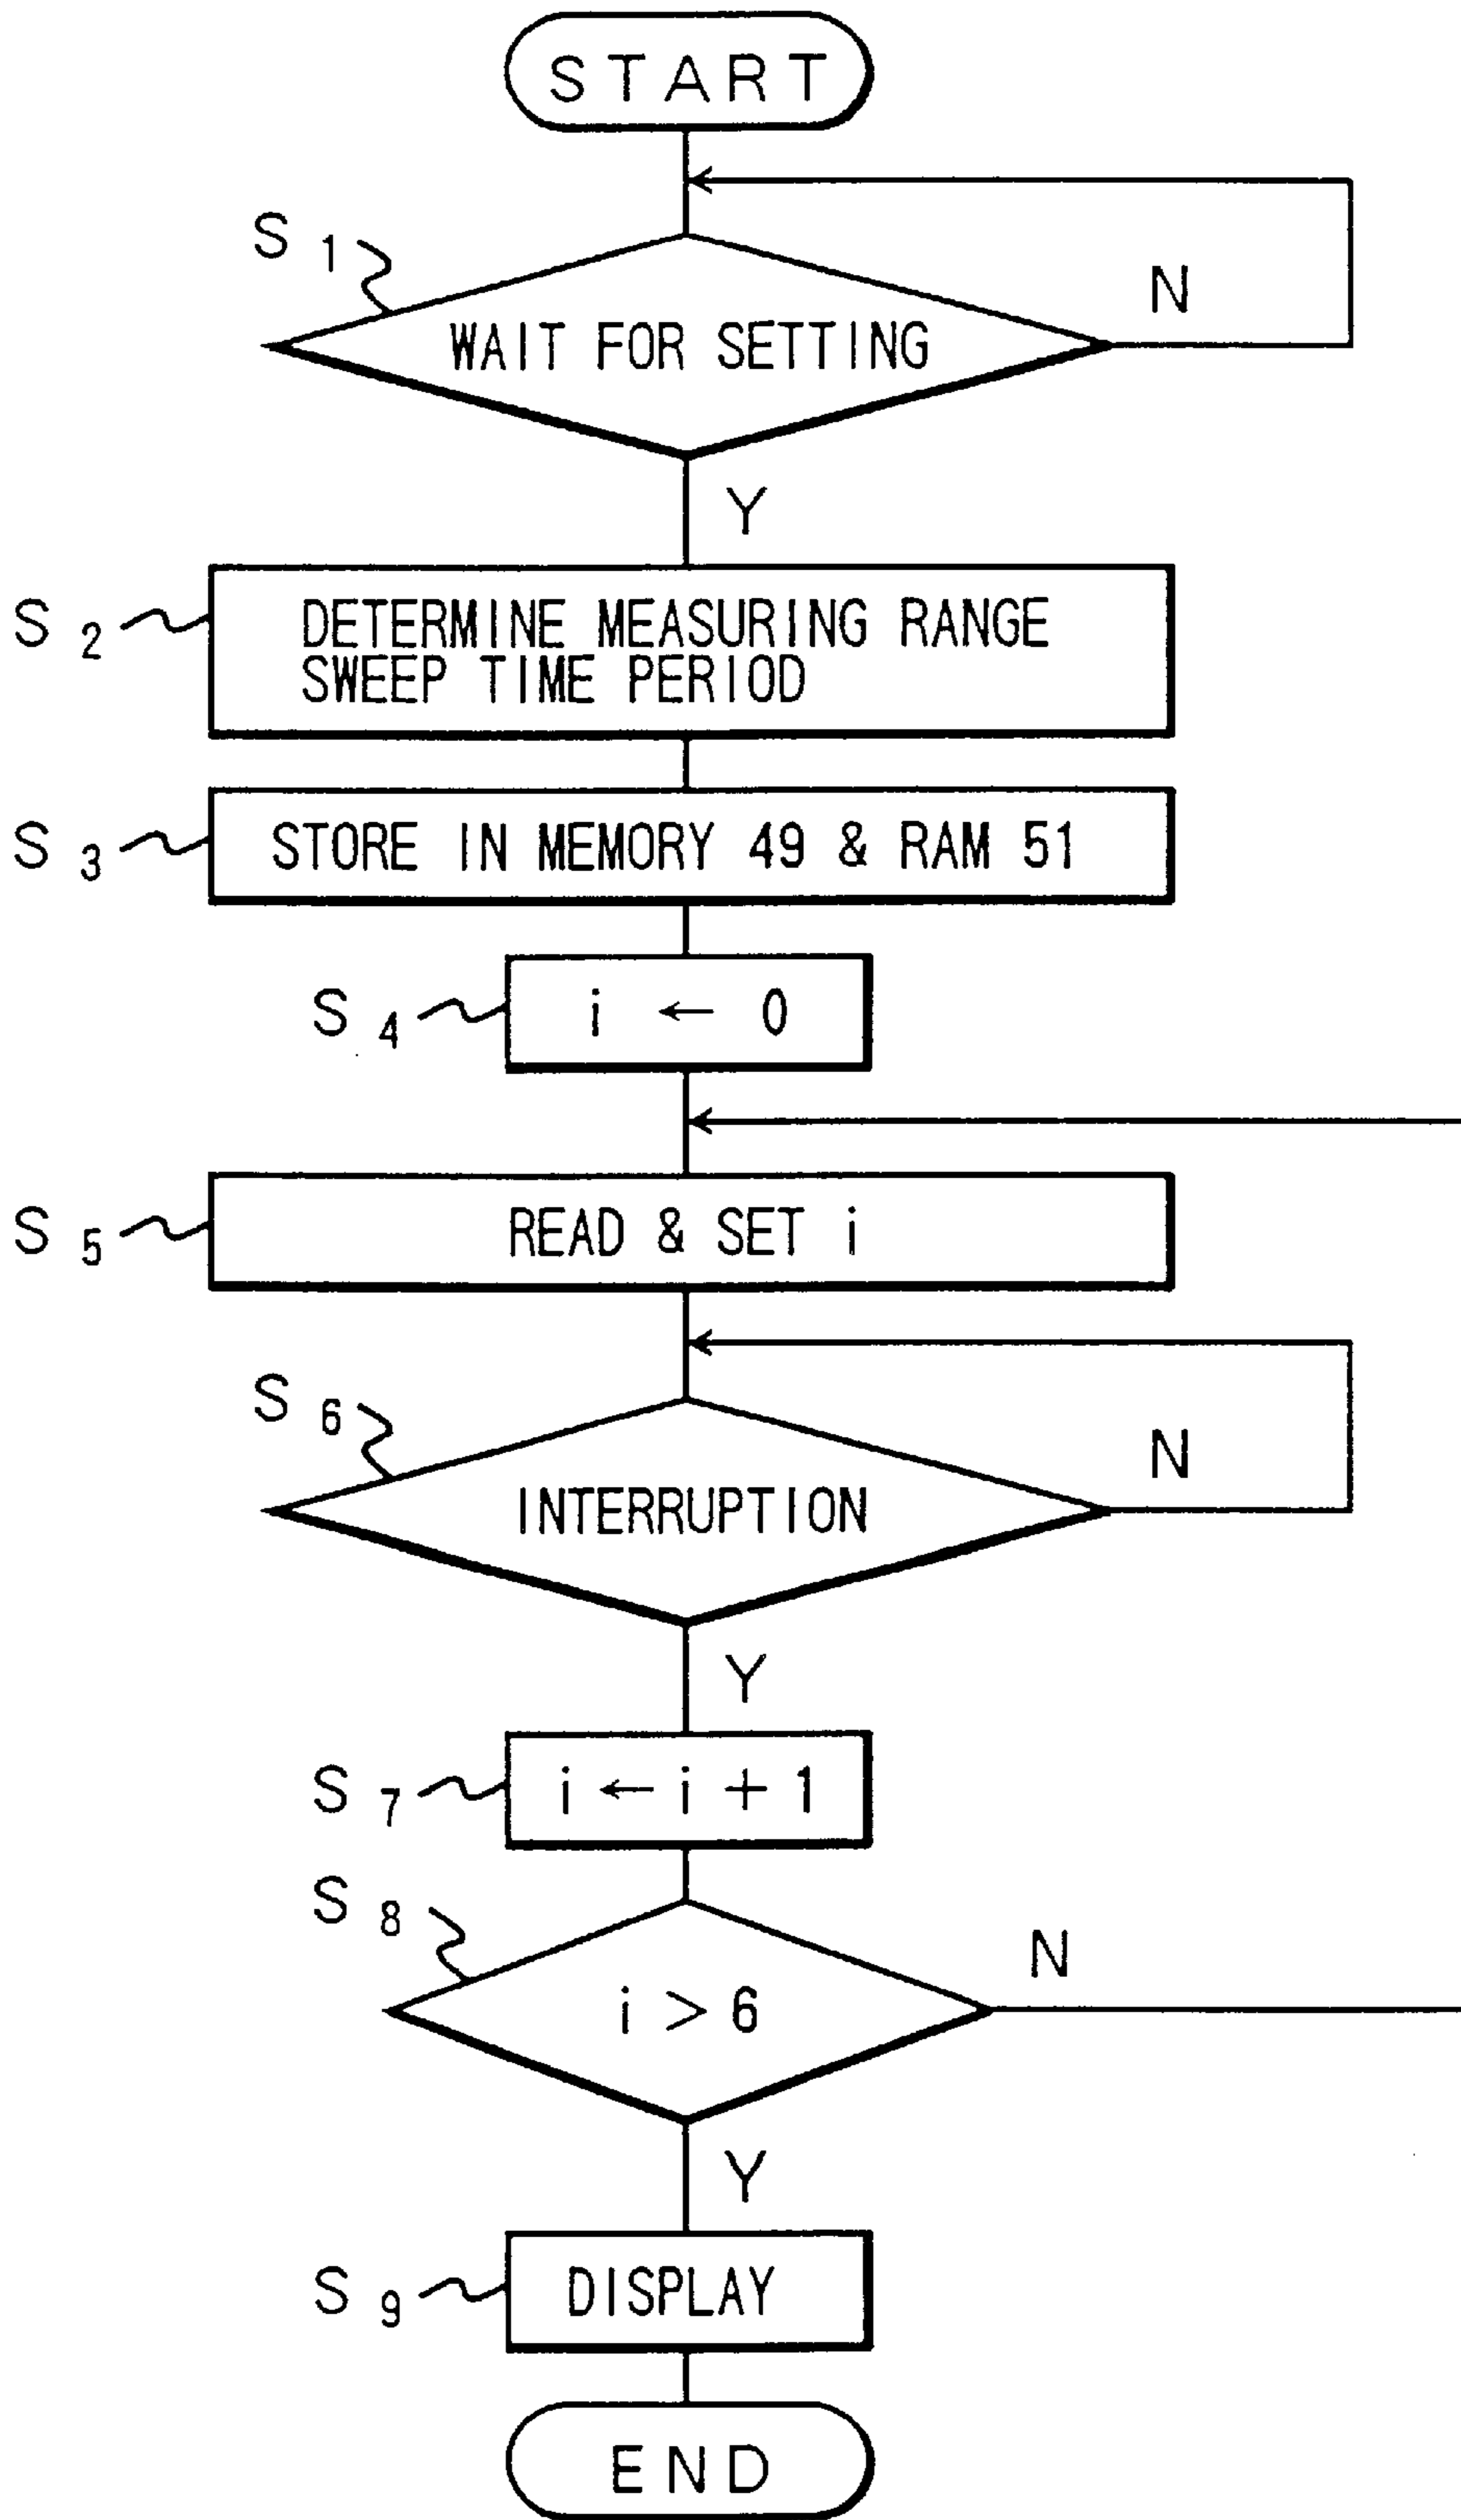 START
S1
WAIT FOR SETTING
N
Y
S2
DETERMINE MEASURING RANGE
SWEEP TIME PERIOD
S3
STORE IN MEMORY 49 & RAM 51
S4
i ← 0
S5
READ & SET i
S6
INTERRUPTION
N
Y
S7
i ← i + 1
S8
i > 6
N
Y
S9
DISPLAY
END